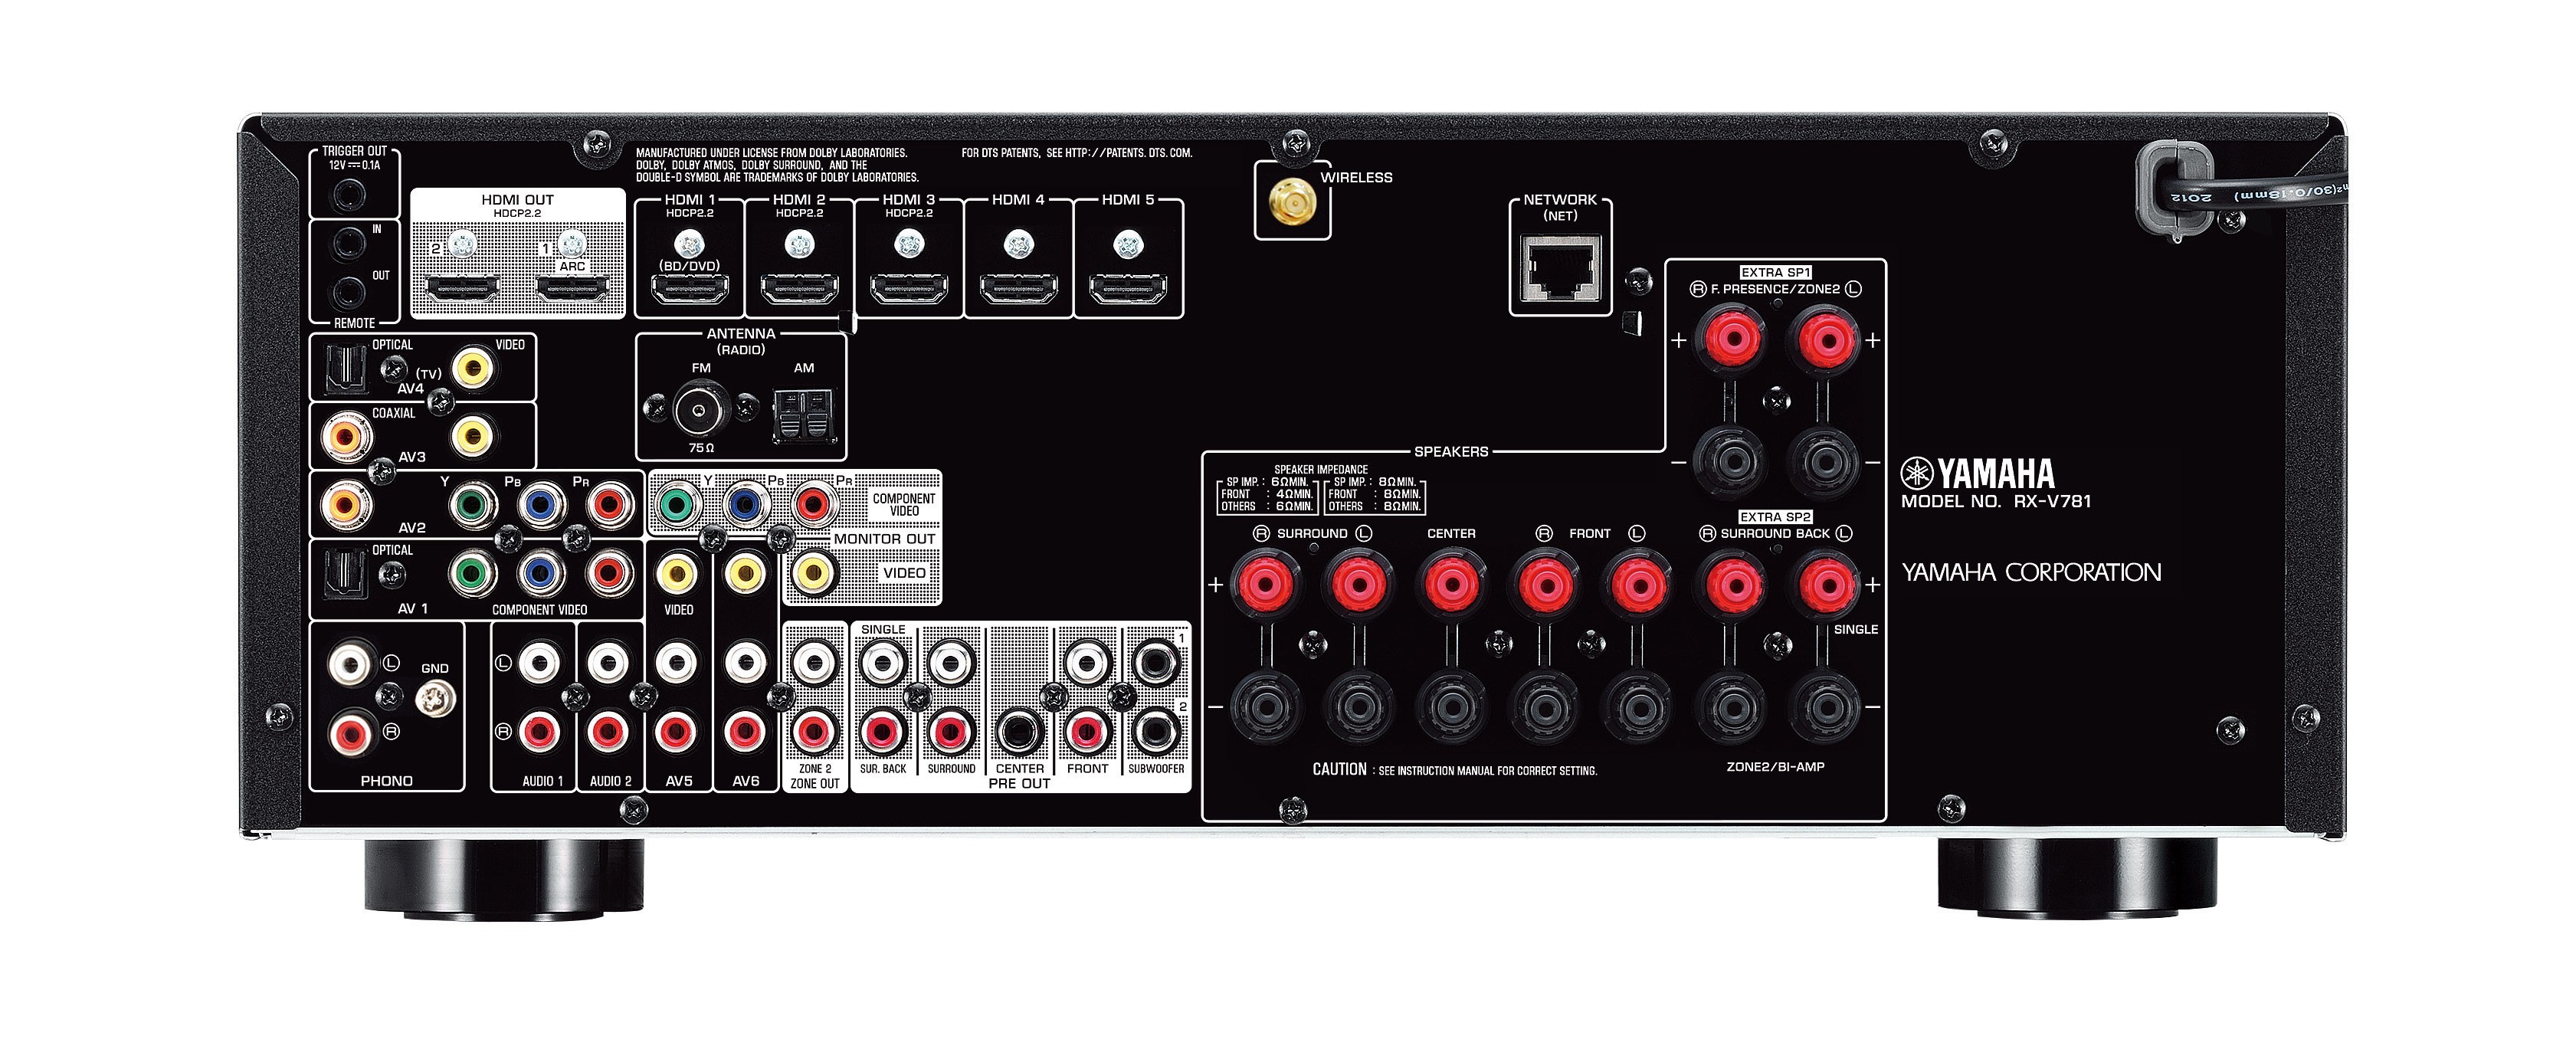 TRIGGER OUT
12V⎓0.1A
IN
OUT
REMOTE
HDMI OUT
HDCP2.2
2
1
ARC
MANUFACTURED UNDER LICENSE FROM DOLBY LABORATORIES.
DOLBY, DOLBY ATMOS, DOLBY SURROUND, AND THE
DOUBLE-D SYMBOL ARE TRADEMARKS OF DOLBY LABORATORIES.
FOR DTS PATENTS, SEE HTTP://PATENTS.DTS.COM.
HDMI 1
HDCP2.2
(BD/DVD)
HDMI 2
HDCP2.2
HDMI 3
HDCP2.2
HDMI 4
HDMI 5
WIRELESS
NETWORK
(NET)
2012 m²(30/0.18mm)
OPTICAL
(TV)
AV4
VIDEO
COAXIAL
AV3
AV2
Y PB PR
OPTICAL
AV 1
COMPONENT VIDEO
ANTENNA
(RADIO)
FM
AM
75Ω
Y PB PR
COMPONENT
VIDEO
MONITOR OUT
VIDEO
VIDEO
L
R
GND
PHONO
L
R
AUDIO 1
AUDIO 2
AV5
AV6
ZONE 2
ZONE OUT
SINGLE
SUR. BACK
SURROUND
CENTER
FRONT
1
2
SUBWOOFER
PRE OUT
EXTRA SP1
R F. PRESENCE/ZONE2 L
+ +
− −
SPEAKERS
SPEAKER IMPEDANCE
SP IMP. : 6ΩMIN.
FRONT : 4ΩMIN.
OTHERS : 6ΩMIN.
SP IMP. : 8ΩMIN.
FRONT : 8ΩMIN.
OTHERS : 8ΩMIN.
EXTRA SP2
R SURROUND L
CENTER
R FRONT L
R SURROUND BACK L
+ +
SINGLE
− −
CAUTION : SEE INSTRUCTION MANUAL FOR CORRECT SETTING.
ZONE2/BI-AMP
YAMAHA
MODEL NO. RX-V781
YAMAHA CORPORATION